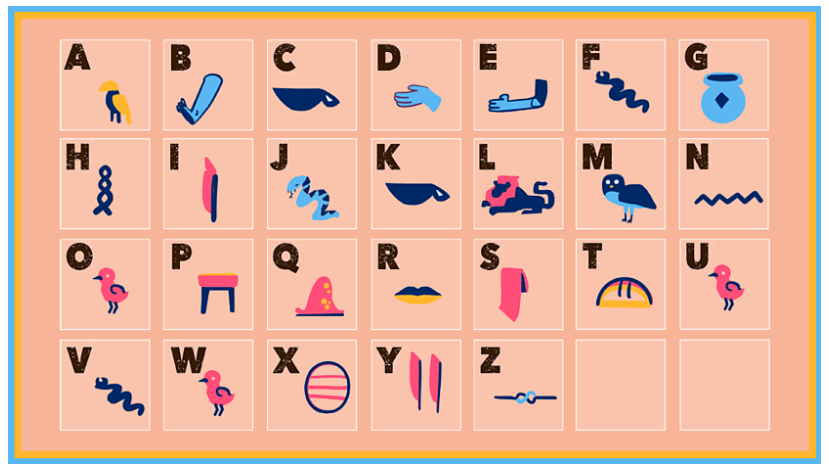 A B C D E F G
H I J K L M N
O P Q R S T U
V W X Y Z